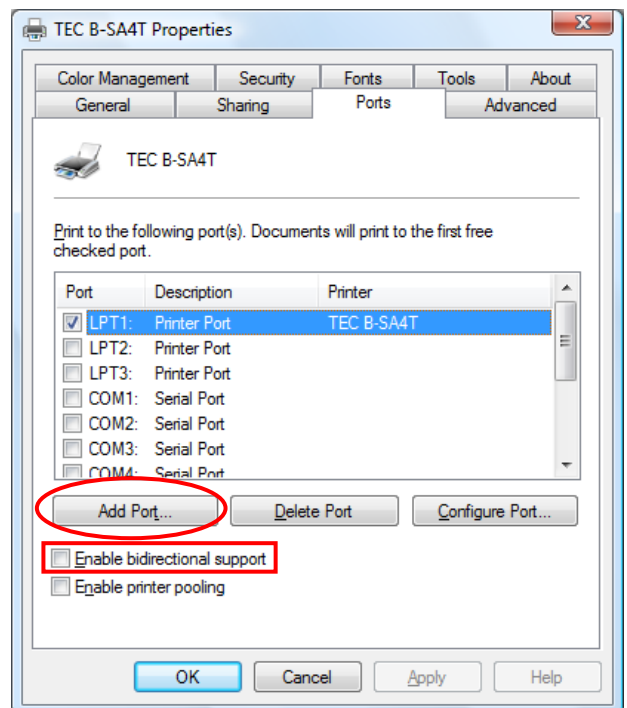 TEC B-SA4T Properties
Color Management Security Fonts Tools About
General Sharing Ports Advanced
TEC B-SA4T
Print to the following port(s). Documents will print to the first free
checked port.
Port Description Printer
LPT1: Printer Port TEC B-SA4T
LPT2: Printer Port
LPT3: Printer Port
COM1: Serial Port
COM2: Serial Port
COM3: Serial Port
COM4: Serial Port
Add Port... Delete Port Configure Port...
Enable bidirectional support
Enable printer pooling
OK Cancel Apply Help